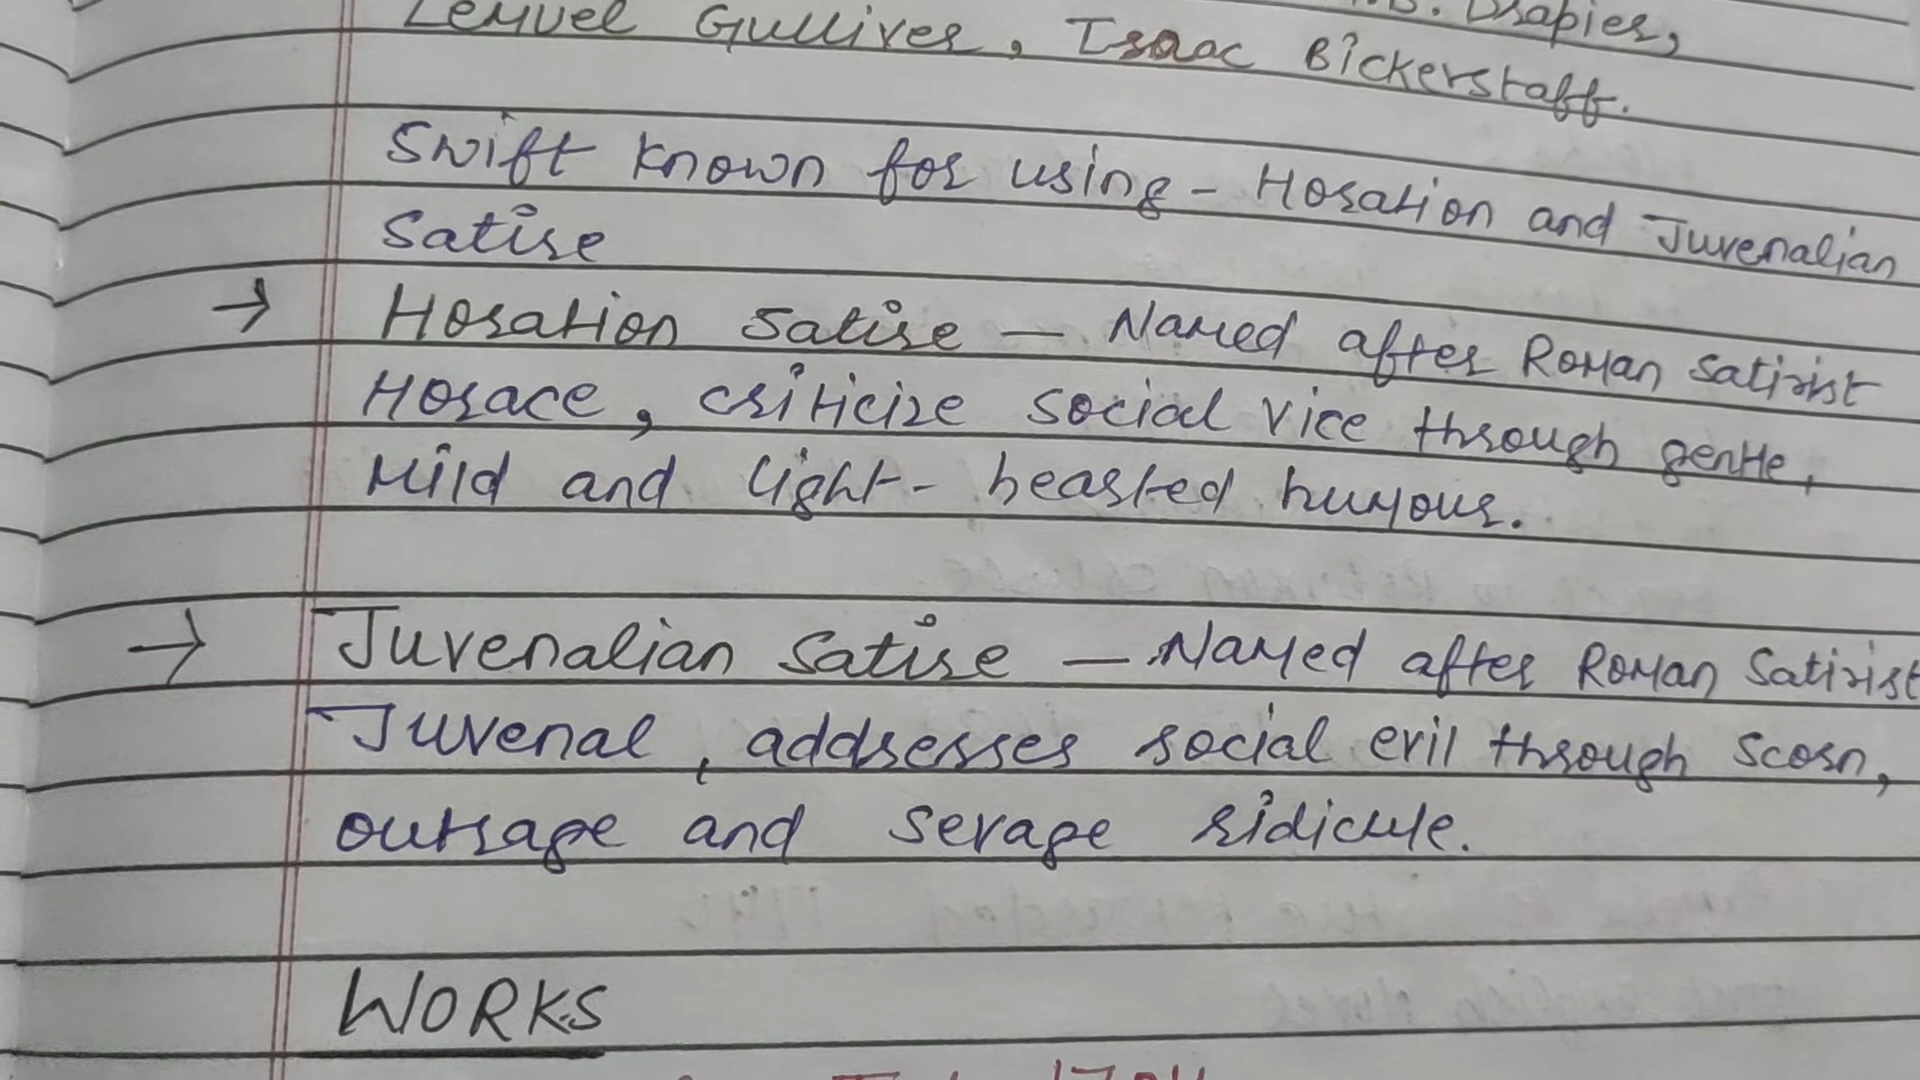 Lemuel Gulliver, Isaac Bickerstaff. M.B. Drapier,
Swift known for using - Horation and Juvenalian
Satire
→ Horation Satire — Named after Roman Satirist
Horace, criticize social vice through gentle,
Mild and light-hearted humour.
→ Juvenalian Satire — Named after Roman Satirist
Juvenal, addresses social evil through scorn,
outrage and servage ridicule.
WORKS